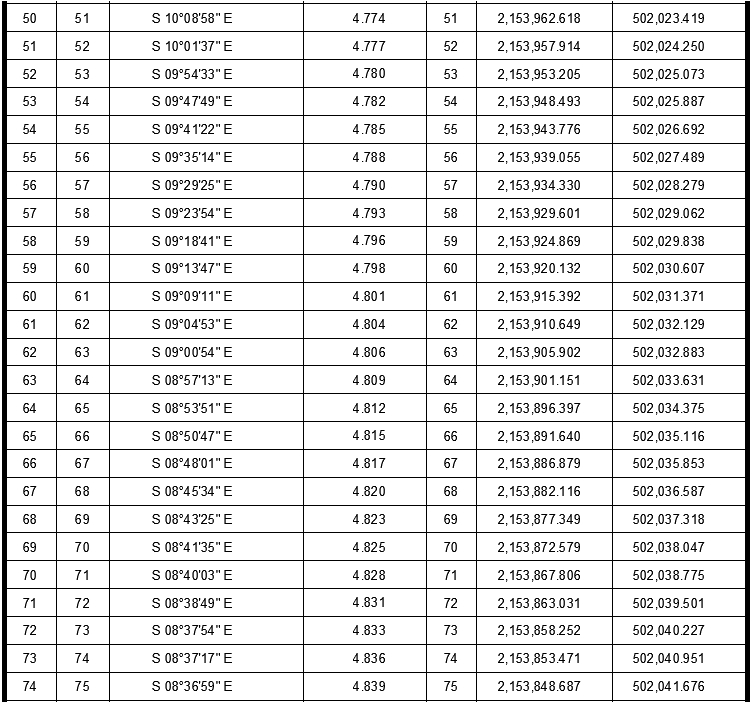 50 51 S 10°08'58" E 4.774 51 2,153,962.618 502,023.419
51 52 S 10°01'37" E 4.777 52 2,153,957.914 502,024.250
52 53 S 09°54'33" E 4.780 53 2,153,953.205 502,025.073
53 54 S 09°47'49" E 4.782 54 2,153,948.493 502,025.887
54 55 S 09°41'22" E 4.785 55 2,153,943.776 502,026.692
55 56 S 09°35'14" E 4.788 56 2,153,939.055 502,027.489
56 57 S 09°29'25" E 4.790 57 2,153,934.330 502,028.279
57 58 S 09°23'54" E 4.793 58 2,153,929.601 502,029.062
58 59 S 09°18'41" E 4.796 59 2,153,924.869 502,029.838
59 60 S 09°13'47" E 4.798 60 2,153,920.132 502,030.607
60 61 S 09°09'11" E 4.801 61 2,153,915.392 502,031.371
61 62 S 09°04'53" E 4.804 62 2,153,910.649 502,032.129
62 63 S 09°00'54" E 4.806 63 2,153,905.902 502,032.883
63 64 S 08°57'13" E 4.809 64 2,153,901.151 502,033.631
64 65 S 08°53'51" E 4.812 65 2,153,896.397 502,034.375
65 66 S 08°50'47" E 4.815 66 2,153,891.640 502,035.116
66 67 S 08°48'01" E 4.817 67 2,153,886.879 502,035.853
67 68 S 08°45'34" E 4.820 68 2,153,882.116 502,036.587
68 69 S 08°43'25" E 4.823 69 2,153,877.349 502,037.318
69 70 S 08°41'35" E 4.825 70 2,153,872.579 502,038.047
70 71 S 08°40'03" E 4.828 71 2,153,867.806 502,038.775
71 72 S 08°38'49" E 4.831 72 2,153,863.031 502,039.501
72 73 S 08°37'54" E 4.833 73 2,153,858.252 502,040.227
73 74 S 08°37'17" E 4.836 74 2,153,853.471 502,040.951
74 75 S 08°36'59" E 4.839 75 2,153,848.687 502,041.676